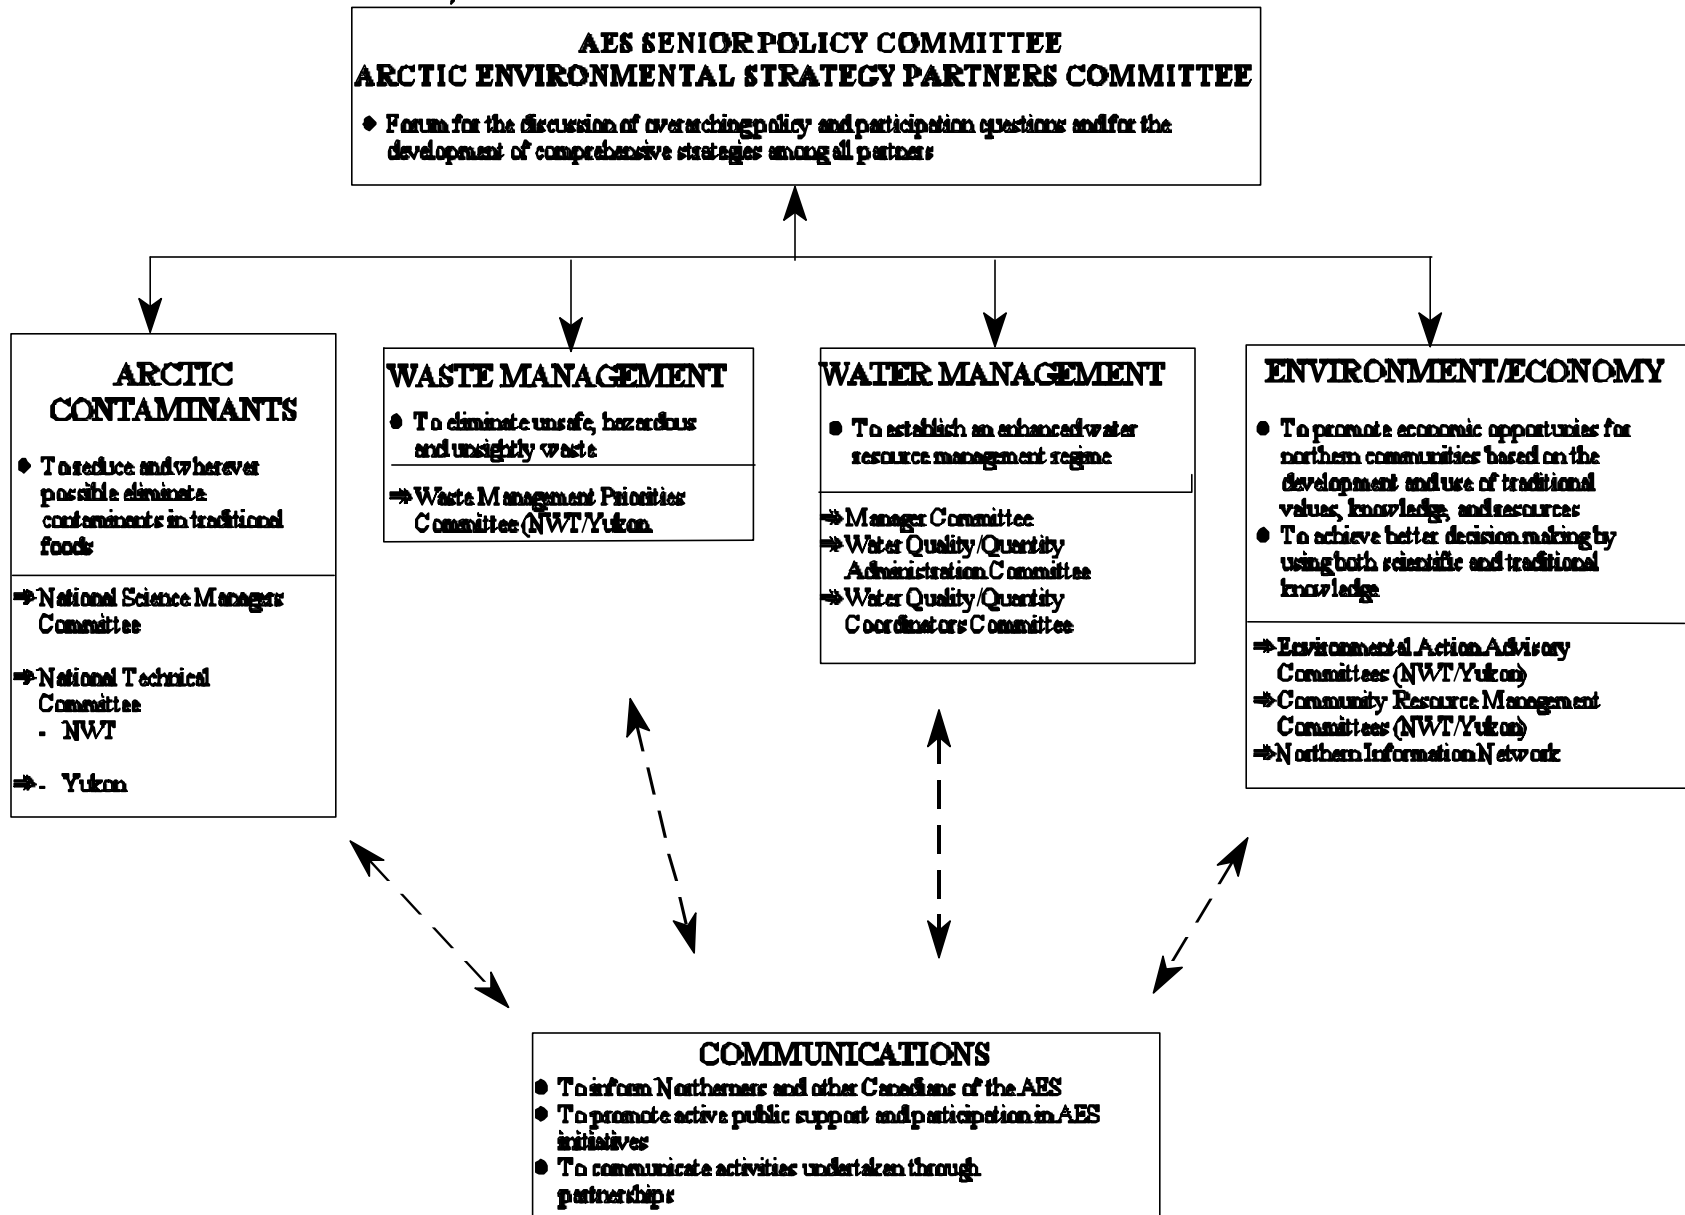 AES SENIOR POLICY COMMITTEE
ARCTIC ENVIRONMENTAL STRATEGY PARTNERS COMMITTEE
● Forum for the discussion of overarching policy and participation questions and for the
development of comprehensive strategies among all partners
ARCTIC
CONTAMINANTS
● To reduce and wherever
possible eliminate
contaminants in traditional
foods
⇒ National Science Managers
Committee
⇒ National Technical
Committee
- NWT
⇒ - Yukon
WASTE MANAGEMENT
● To eliminate unsafe, hazardous
and unsightly waste
⇒ Waste Management Priorities
Committee (NWT/Yukon
WATER MANAGEMENT
● To establish an enhanced water
resource management regime
⇒ Manager Committee
⇒ Water Quality/Quantity
Administration Committee
⇒ Water Quality/Quantity
Coordinators Committee
ENVIRONMENT/ECONOMY
● To promote economic opportunies for
northern communities based on the
development and use of traditional
values, knowledge, and resources
● To achieve better decision making by
using both scientific and traditional
knowledge
⇒ Environmental Action Advisory
Committees (NWT/Yukon)
⇒ Community Resource Management
Committees (NWT/Yukon)
⇒ Northern Information Network
COMMUNICATIONS
● To inform Northerners and other Canadians of the AES
● To promote active public support and participation in AES
initiatives
● To communicate activities undertaken through
partnerships